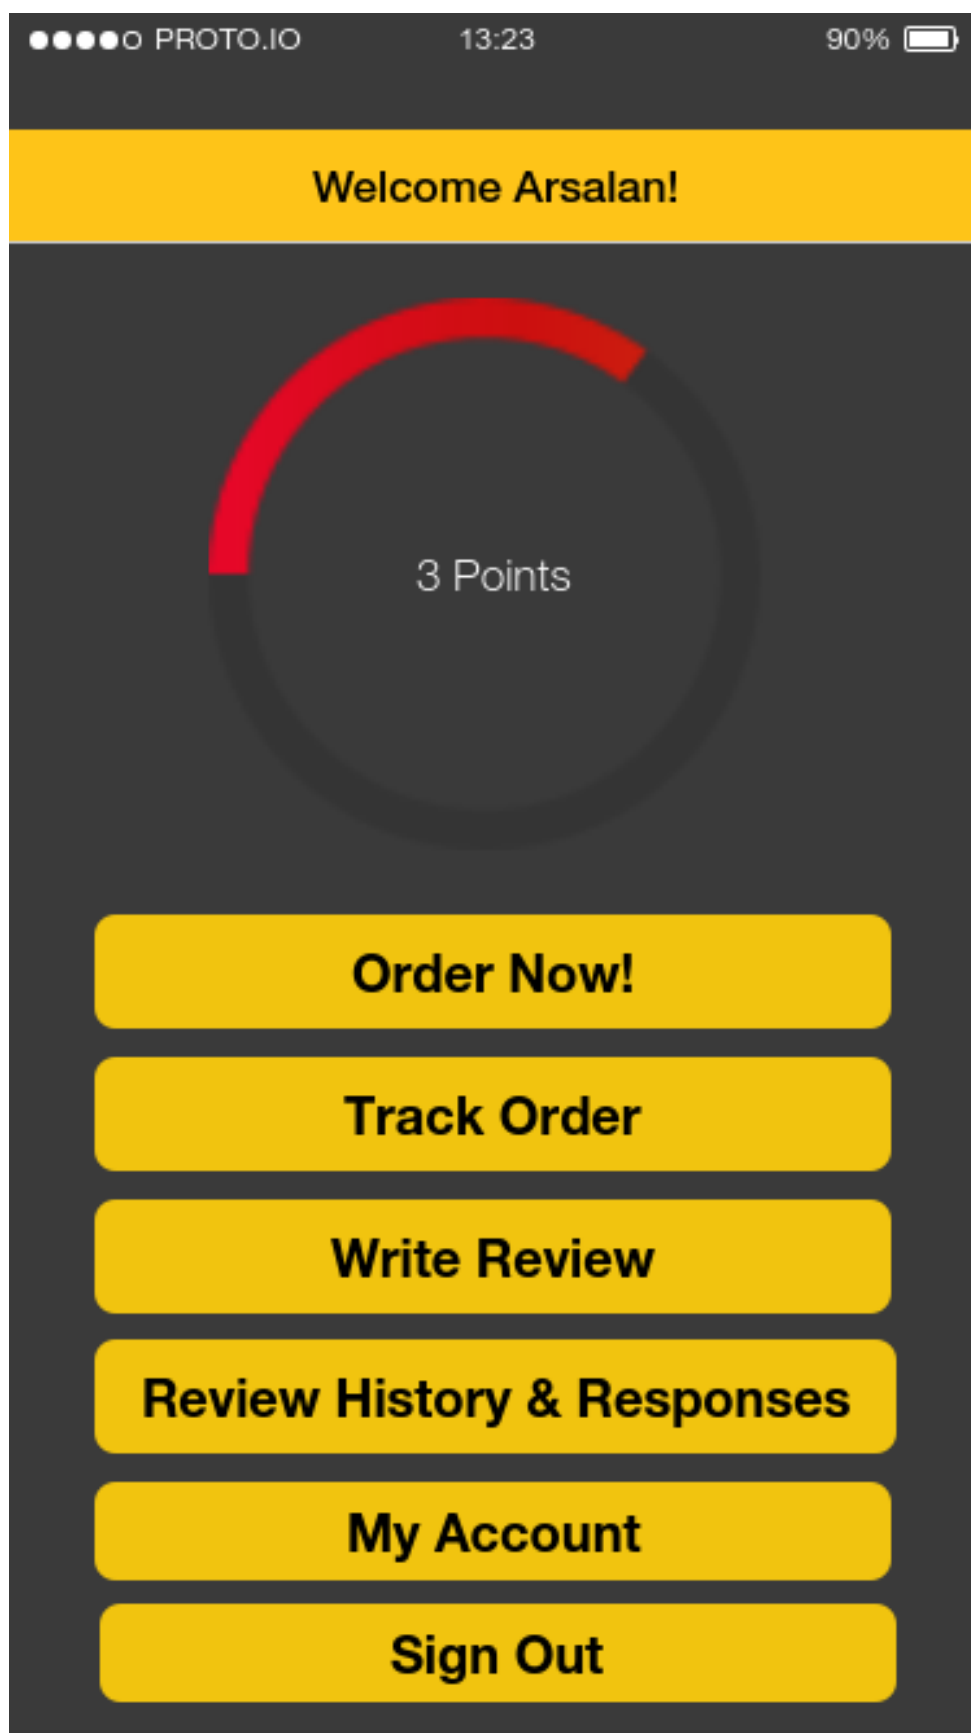 PROTO.IO 13:23 90%
Welcome Arsalan!
3 Points
Order Now!
Track Order
Write Review
Review History & Responses
My Account
Sign Out